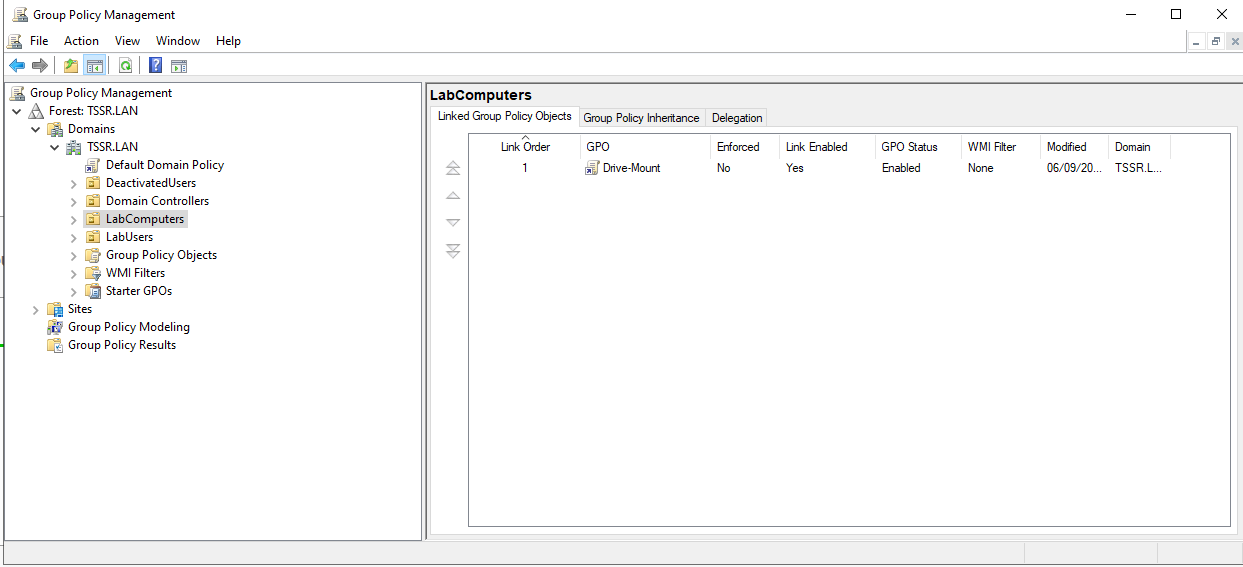 Group Policy Management
File Action View Window Help
Group Policy Management
Forest: TSSR.LAN
Domains
TSSR.LAN
Default Domain Policy
DeactivatedUsers
Domain Controllers
LabComputers
LabUsers
Group Policy Objects
WMI Filters
Starter GPOs
Sites
Group Policy Modeling
Group Policy Results
LabComputers
Linked Group Policy Objects Group Policy Inheritance Delegation
Link Order GPO Enforced Link Enabled GPO Status WMI Filter Modified Domain
1 Drive-Mount No Yes Enabled None 06/09/20... TSSR.L...